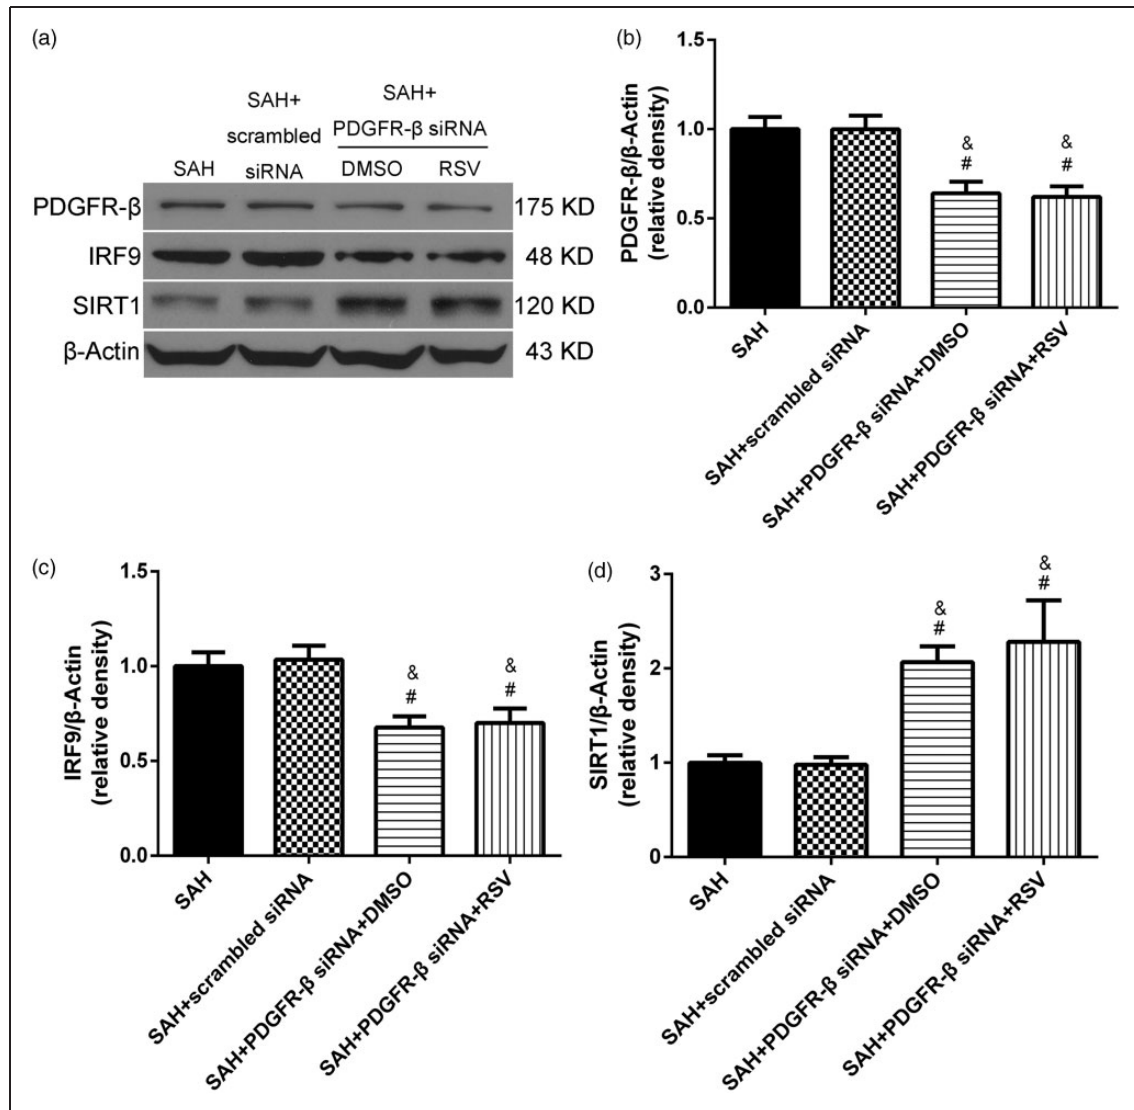 (a)
SAH+
scrambled
siRNA
SAH+
PDGFR-β siRNA
SAH
DMSO
RSV
PDGFR-β
175 KD
IRF9
48 KD
SIRT1
120 KD
β-Actin
43 KD
(b)
PDGFR-β/β-Actin
(relative density)
1.5
1.0
0.5
0.0
&
#
&
#
SAH
SAH+scrambled siRNA
SAH+PDGFR-β siRNA+DMSO
SAH+PDGFR-β siRNA+RSV
(c)
IRF9/β-Actin
(relative density)
1.5
1.0
0.5
0.0
&
#
&
#
SAH
SAH+scrambled siRNA
SAH+PDGFR-β siRNA+DMSO
SAH+PDGFR-β siRNA+RSV
(d)
SIRT1/β-Actin
(relative density)
3
2
1
0
&
#
&
#
SAH
SAH+scrambled siRNA
SAH+PDGFR-β siRNA+DMSO
SAH+PDGFR-β siRNA+RSV